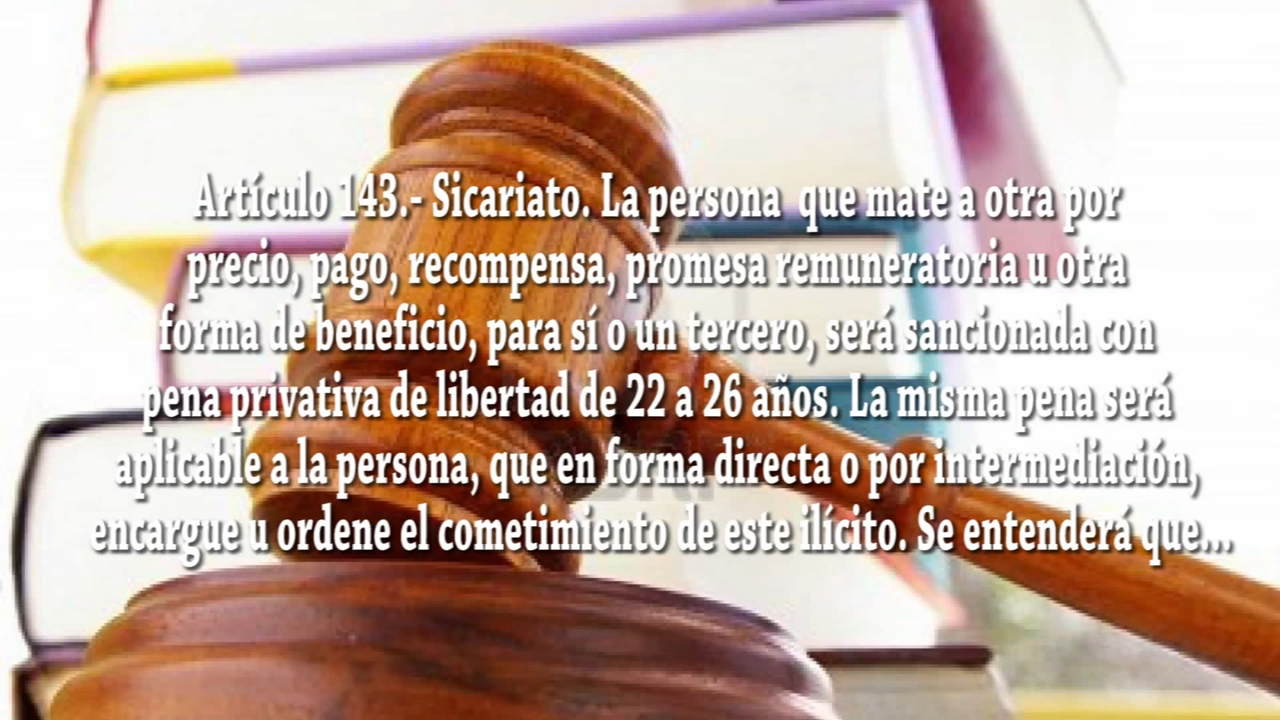 Artículo 143.- Sicariato. La persona que mate a otra por
precio, pago, recompensa, promesa remuneratoria u otra
forma de beneficio, para sí o un tercero, será sancionada con
pena privativa de libertad de 22 a 26 años. La misma pena será
aplicable a la persona, que en forma directa o por intermediación,
encargue u ordene el cometimiento de este ilícito. Se entenderá que...